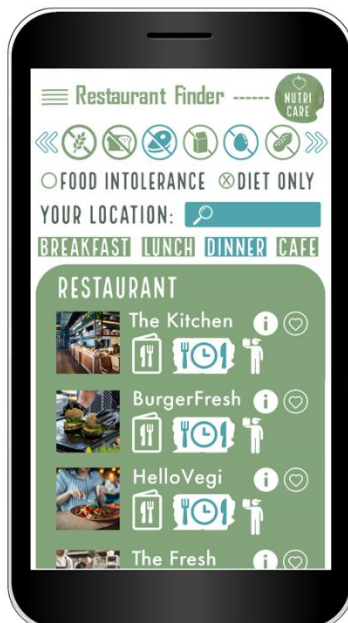 Restaurant Finder ------
NUTRI
CARE
FOOD INTOLERANCE DIET ONLY
YOUR LOCATION:
BREAKFAST LUNCH DINNER CAFE
RESTAURANT
The Kitchen
BurgerFresh
HelloVegi
The Fresh